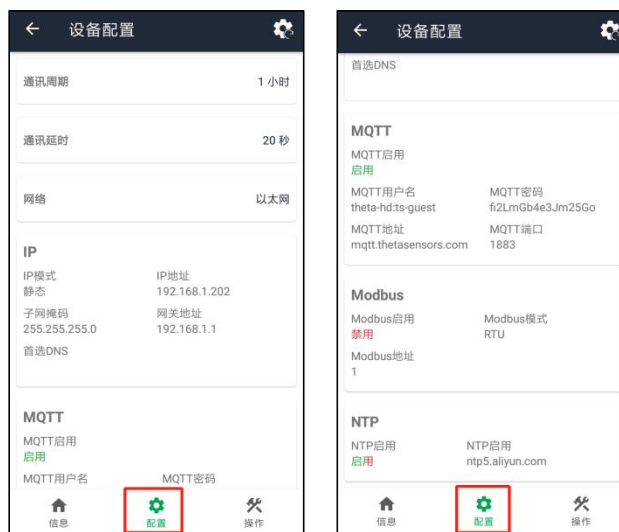 设备配置
通讯周期 1 小时
通讯延时 20 秒
网络 以太网
IP
IP模式 IP地址
静态 192.168.1.202
子网掩码 网关地址
255.255.255.0 192.168.1.1
首选DNS
MQTT
MQTT启用
启用
MQTT用户名 MQTT密码
信息 配置 操作
设备配置
首选DNS
MQTT
MQTT启用
启用
MQTT用户名 MQTT密码
theta-hd:ts-guest fi2LmGb4e3Jm25Go
MQTT地址 MQTT端口
mqtt.thetasensors.com 1883
Modbus
Modbus启用 Modbus模式
禁用 RTU
Modbus地址
1
NTP
NTP启用 NTP启用
启用 ntp5.aliyun.com
信息 配置 操作